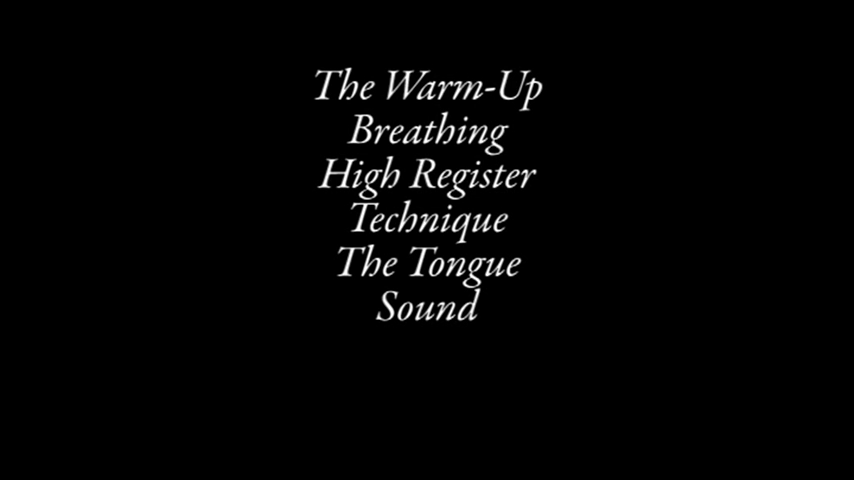 The Warm-Up
Breathing
High Register
Technique
The Tongue
Sound